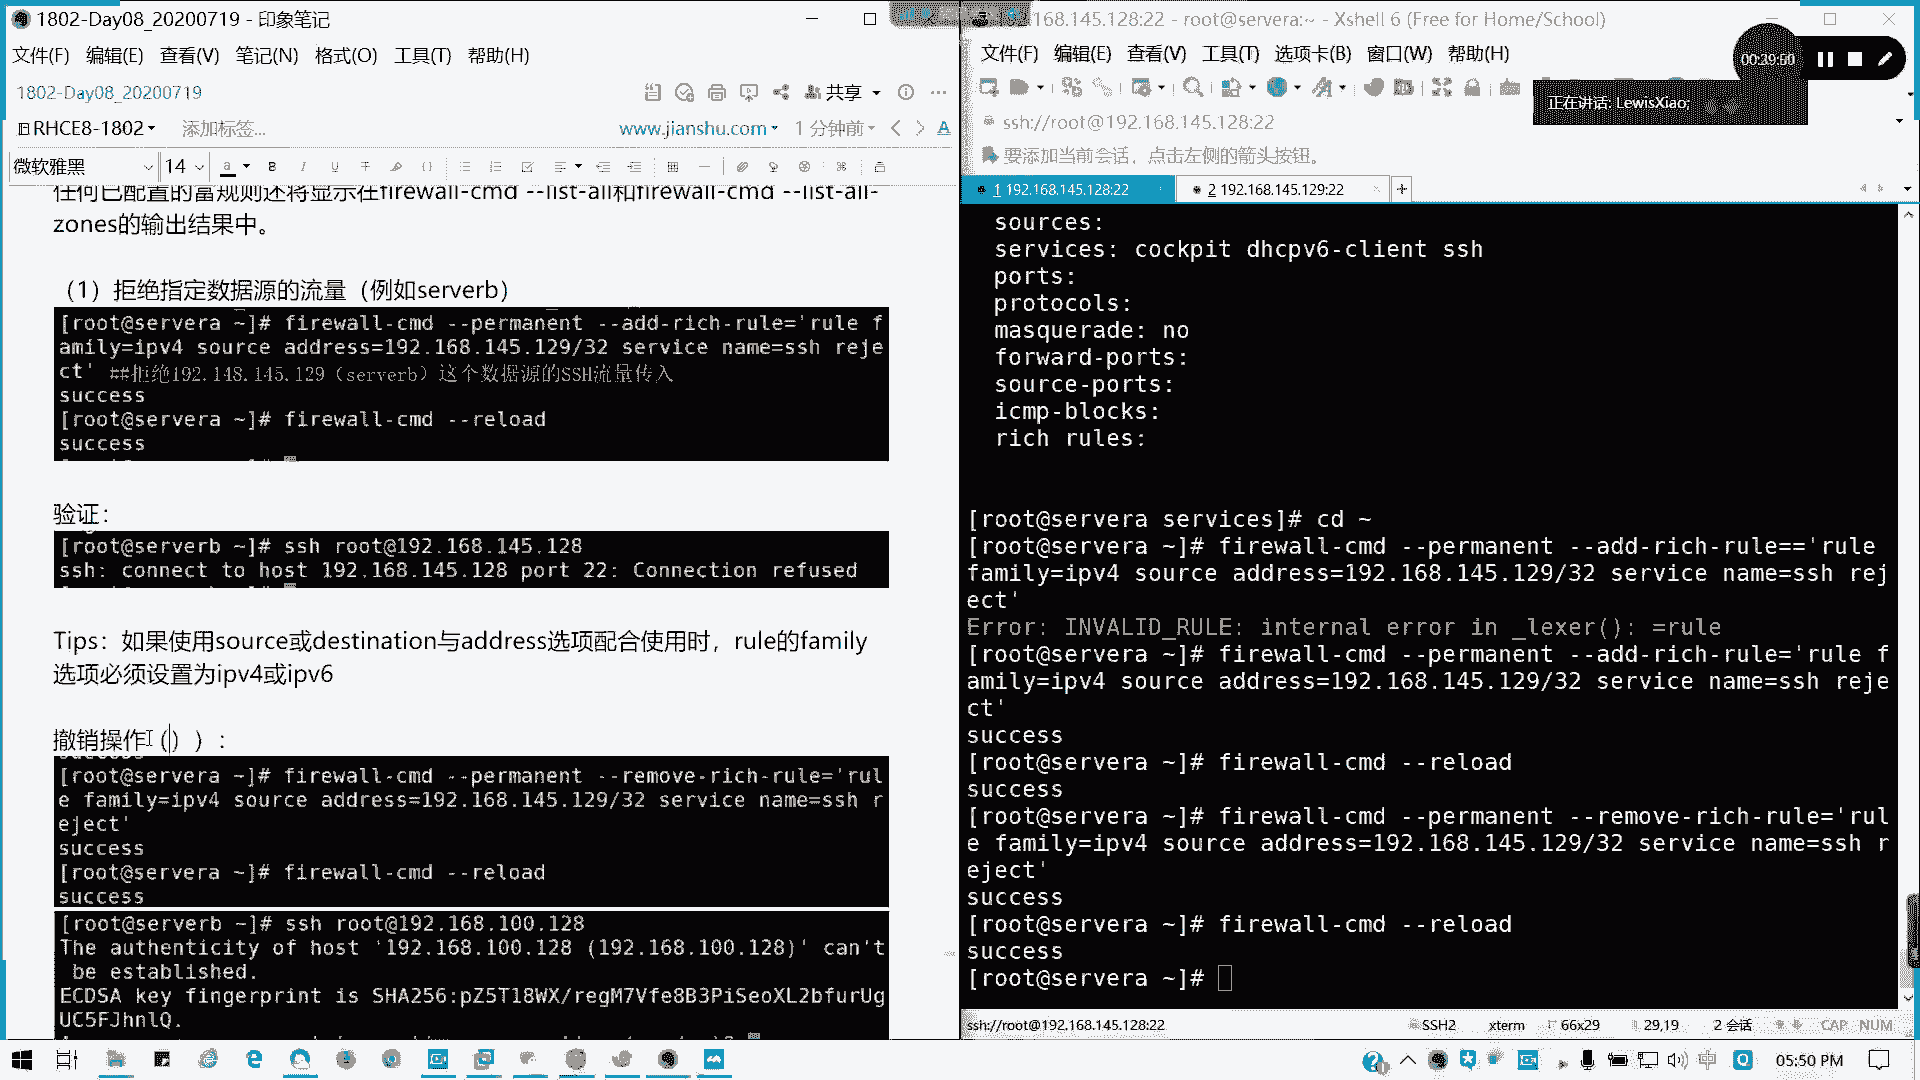 1802-Day08_20200719 - 印象笔记
文件(F) 编辑(E) 查看(V) 笔记(N) 格式(O) 工具(T) 帮助(H)
1802-Day08_20200719
共享
RHCE8-1802
添加标签...
www.jianshu.com
1 分钟前
微软雅黑
14
任何已配置的富规则还将显示在firewall-cmd --list-all和firewall-cmd --list-all-
zones的输出结果中。
（1）拒绝指定数据源的流量（例如serverb）
[root@servera ~]# firewall-cmd --permanent --add-rich-rule='rule f
amily=ipv4 source address=192.168.145.129/32 service name=ssh reje
ct' ##拒绝192.148.145.129（serverb）这个数据源的SSH流量传入
success
[root@servera ~]# firewall-cmd --reload
success
验证：
[root@serverb ~]# ssh root@192.168.145.128
ssh: connect to host 192.168.145.128 port 22: Connection refused
Tips：如果使用source或destination与address选项配合使用时，rule的family
选项必须设置为ipv4或ipv6
撤销操作 () ）：
success
[root@servera ~]# firewall-cmd --permanent --remove-rich-rule='rul
e family=ipv4 source address=192.168.145.129/32 service name=ssh r
eject'
success
[root@servera ~]# firewall-cmd --reload
success
[root@serverb ~]# ssh root@192.168.100.128
The authenticity of host '192.168.100.128 (192.168.100.128)' can't
be established.
ECDSA key fingerprint is SHA256:pZ5T18WX/regM7Vfe8B3PiSeoXL2bfurUg
UC5FJhnlQ.
168.145.128:22 - root@servera:~ - Xshell 6 (Free for Home/School)
文件(F) 编辑(E) 查看(V) 工具(T) 选项卡(B) 窗口(W) 帮助(H)
00:39:50
正在讲话: LewisXiao;
ssh://root@192.168.145.128:22
要添加当前会话，点击左侧的箭头按钮。
1 192.168.145.128:22
2 192.168.145.129:22
sources:
services: cockpit dhcpv6-client ssh
ports:
protocols:
masquerade: no
forward-ports:
source-ports:
icmp-blocks:
rich rules:
[root@servera services]# cd ~
[root@servera ~]# firewall-cmd --permanent --add-rich-rule=='rule
family=ipv4 source address=192.168.145.129/32 service name=ssh rej
ect'
Error: INVALID_RULE: internal error in _lexer(): =rule
[root@servera ~]# firewall-cmd --permanent --add-rich-rule='rule f
amily=ipv4 source address=192.168.145.129/32 service name=ssh reje
ct'
success
[root@servera ~]# firewall-cmd --reload
success
[root@servera ~]# firewall-cmd --permanent --remove-rich-rule='rul
e family=ipv4 source address=192.168.145.129/32 service name=ssh r
eject'
success
[root@servera ~]# firewall-cmd --reload
success
[root@servera ~]#
ssh://root@192.168.145.128:22
SSH2 xterm 66x29 29,19 2 会话 CAP NUM
中
05:50 PM